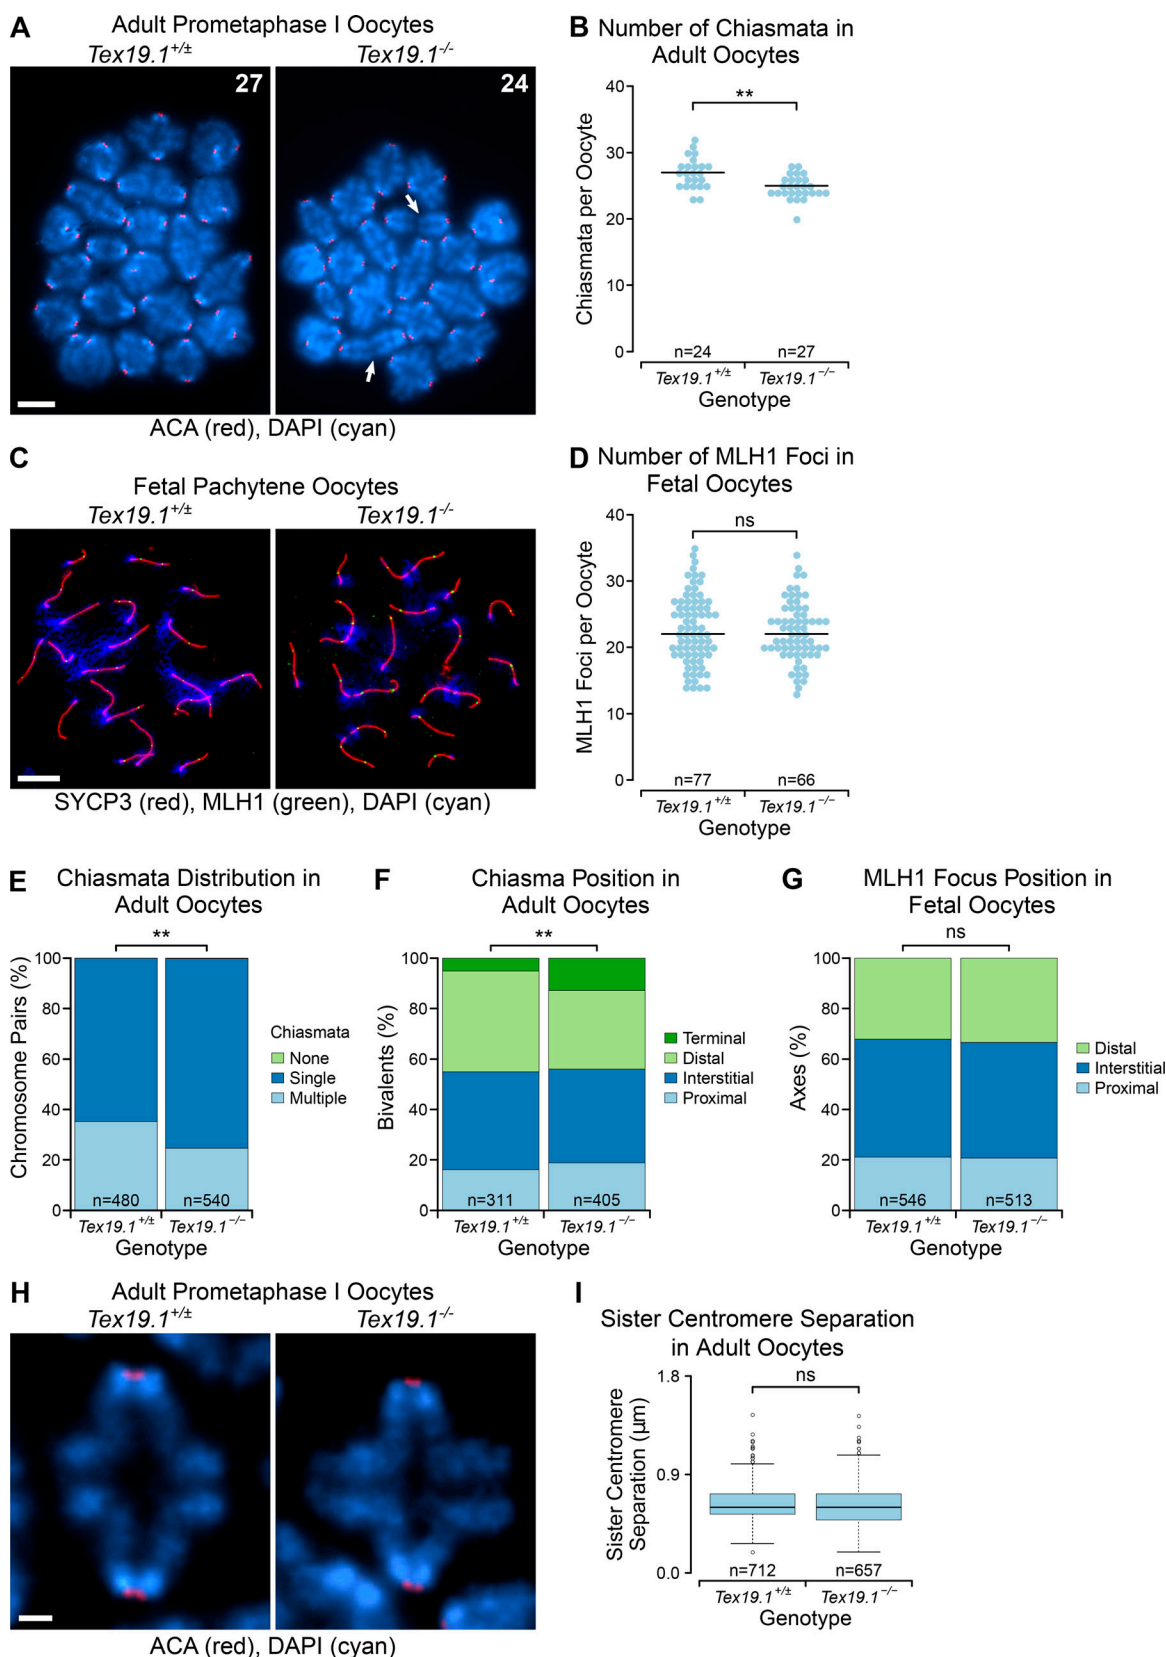 A Adult Prometaphase I Oocytes
Tex19.1+/± Tex19.1−/−
27 24
ACA (red), DAPI (cyan)
B Number of Chiasmata in
Adult Oocytes
40
**
30
20
10
0
Chiasmata per Oocyte
n=24 n=27
Tex19.1+/± Tex19.1−/−
Genotype
C
Fetal Pachytene Oocytes
Tex19.1+/± Tex19.1−/−
SYCP3 (red), MLH1 (green), DAPI (cyan)
D Number of MLH1 Foci in
Fetal Oocytes
40
ns
30
20
10
0
MLH1 Foci per Oocyte
n=77 n=66
Tex19.1+/± Tex19.1−/−
Genotype
E Chiasmata Distribution in
Adult Oocytes
**
100
80
60
40
20
0
Chromosome Pairs (%)
Chiasmata
None
Single
Multiple
n=480 n=540
Tex19.1+/± Tex19.1−/−
Genotype
F Chiasma Position in
Adult Oocytes
**
100
80
60
40
20
0
Bivalents (%)
Terminal
Distal
Interstitial
Proximal
n=311 n=405
Tex19.1+/± Tex19.1−/−
Genotype
G MLH1 Focus Position in
Fetal Oocytes
ns
100
80
60
40
20
0
Axes (%)
Distal
Interstitial
Proximal
n=546 n=513
Tex19.1+/± Tex19.1−/−
Genotype
H Adult Prometaphase I Oocytes
Tex19.1+/± Tex19.1−/−
ACA (red), DAPI (cyan)
I
Sister Centromere Separation
in Adult Oocytes
1.8
ns
0.9
0.0
Sister Centromere
Separation (µm)
n=712 n=657
Tex19.1+/± Tex19.1−/−
Genotype